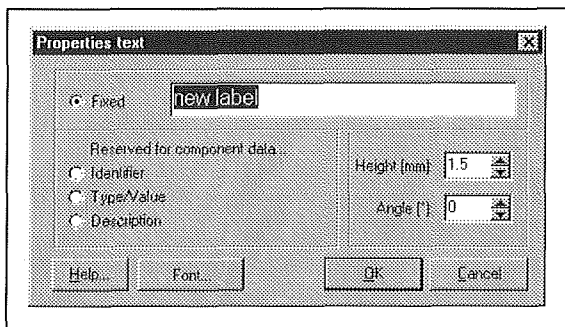 Properties text
Fixed
new label
Reserved for component data...
Identifier
Type/Value
Description
Height (mm)
1.5
Angle (°)
0
Help...
Font...
OK
Cancel